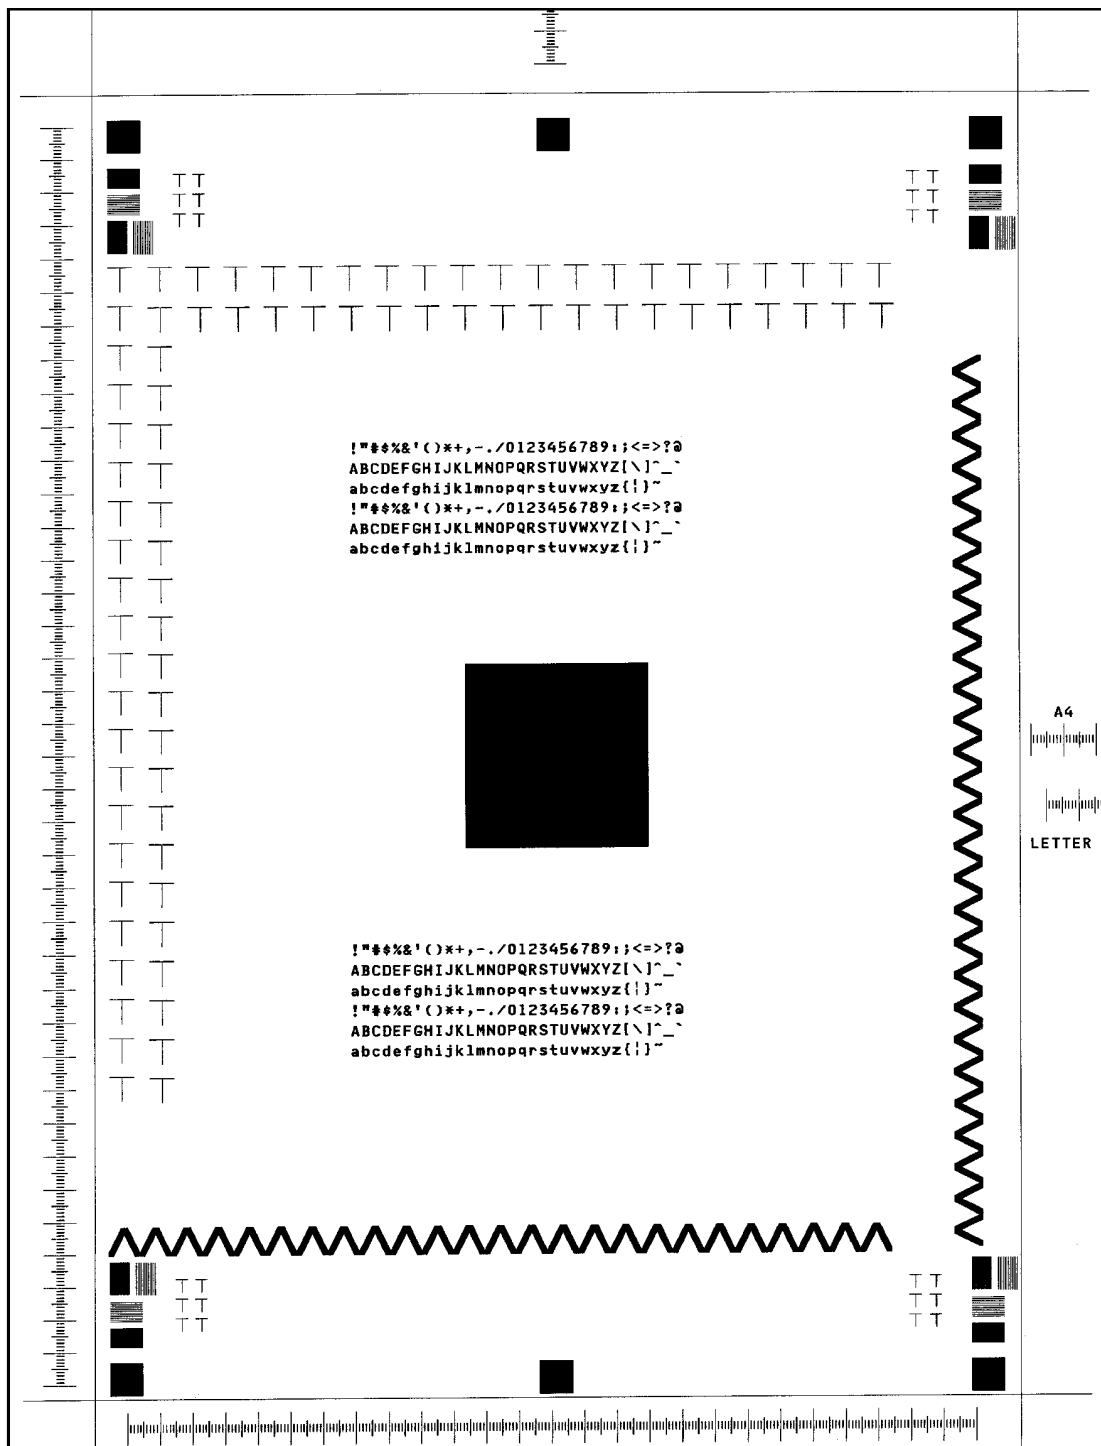 T T T T
T T T T
T T T T
T T T T T T T T T T T T T T T T T T T T T
T T T T T T T T T T T T T T T T T T T T T
T T
T T
T T
!"#$%&'()*+,-./0123456789:;<=>?@
T T
ABCDEFGHIJKLMNOPQRSTUVWXYZ[\]^_`
abcdefghijklmnopqrstuvwxyz{¦}~
T T
!"#$%&'()*+,-./0123456789:;<=>?@
ABCDEFGHIJKLMNOPQRSTUVWXYZ[\]^_`
T T
abcdefghijklmnopqrstuvwxyz{¦}~
T T
T T
T T
T T
A4
T T
T T
T T
LETTER
T T
T T
T T
!"#$%&'()*+,-./0123456789:;<=>?@
ABCDEFGHIJKLMNOPQRSTUVWXYZ[\]^_`
T T
abcdefghijklmnopqrstuvwxyz{¦}~
!"#$%&'()*+,-./0123456789:;<=>?@
T T
ABCDEFGHIJKLMNOPQRSTUVWXYZ[\]^_`
abcdefghijklmnopqrstuvwxyz{¦}~
T T
T T
T T T T
T T T T
T T T T